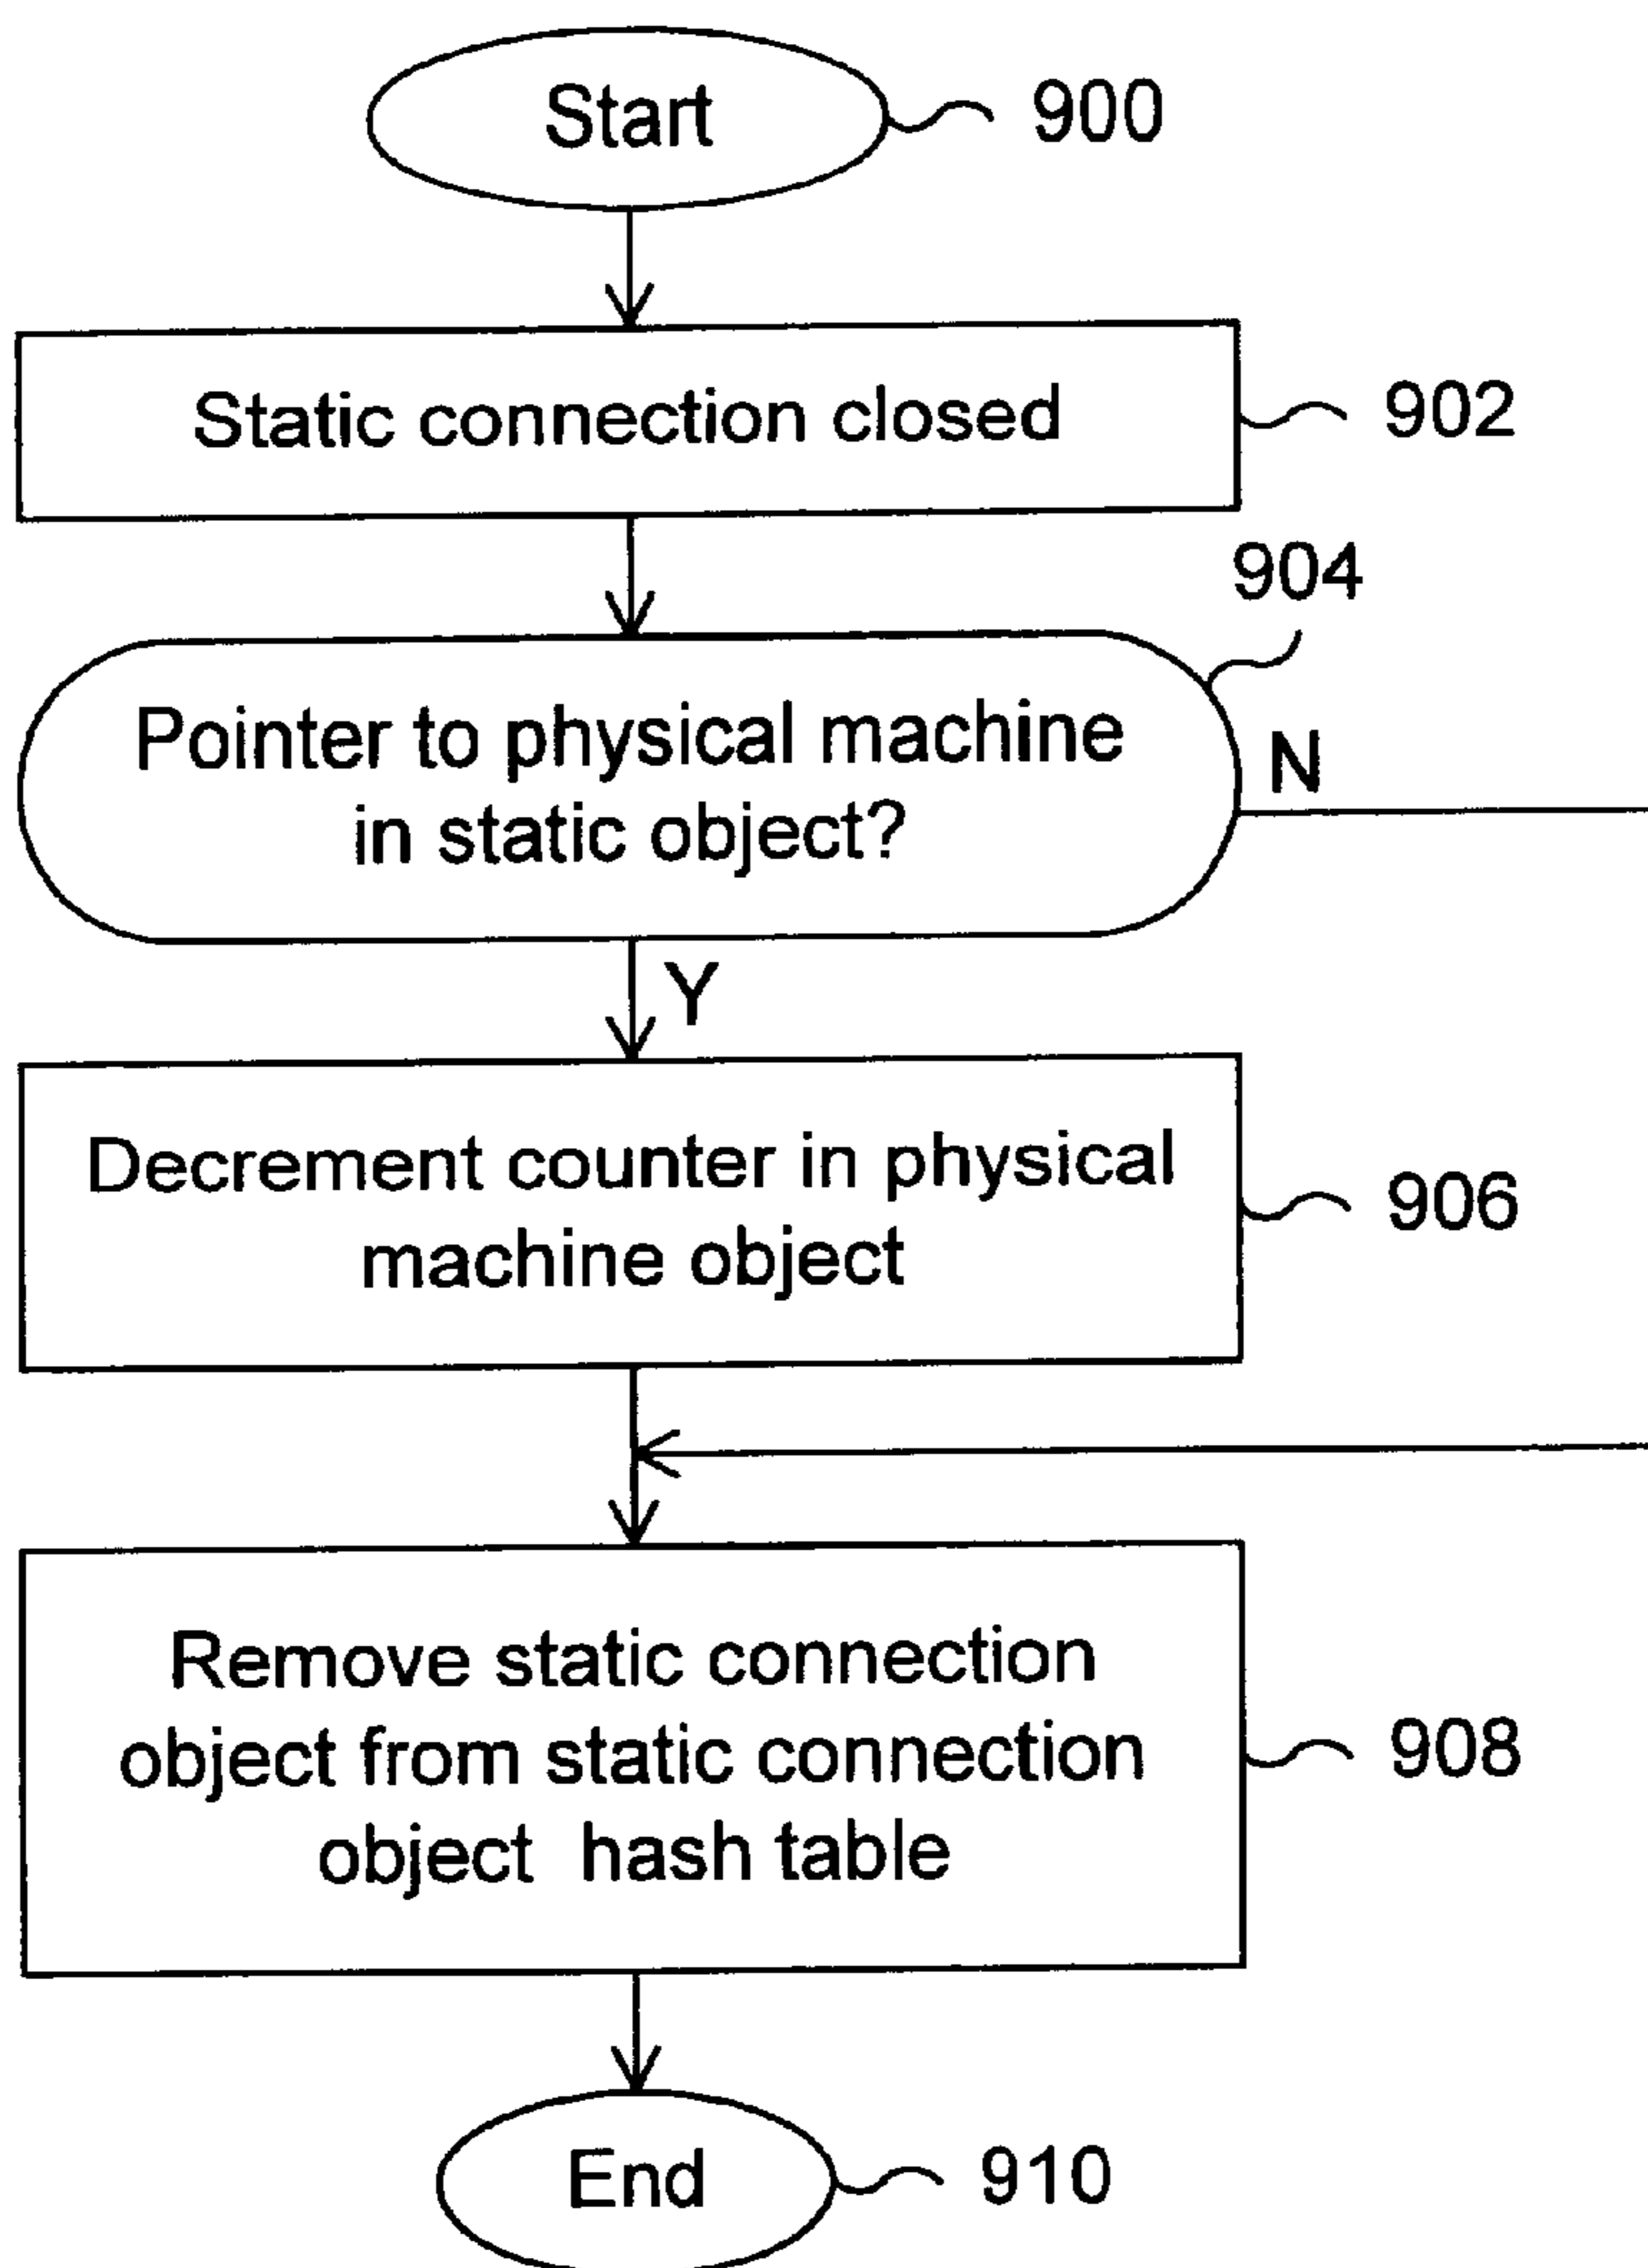 Start
900
Static connection closed
902
904
Pointer to physical machine
in static object?
N
Y
Decrement counter in physical
machine object
906
Remove static connection
object from static connection
object hash table
908
End
910